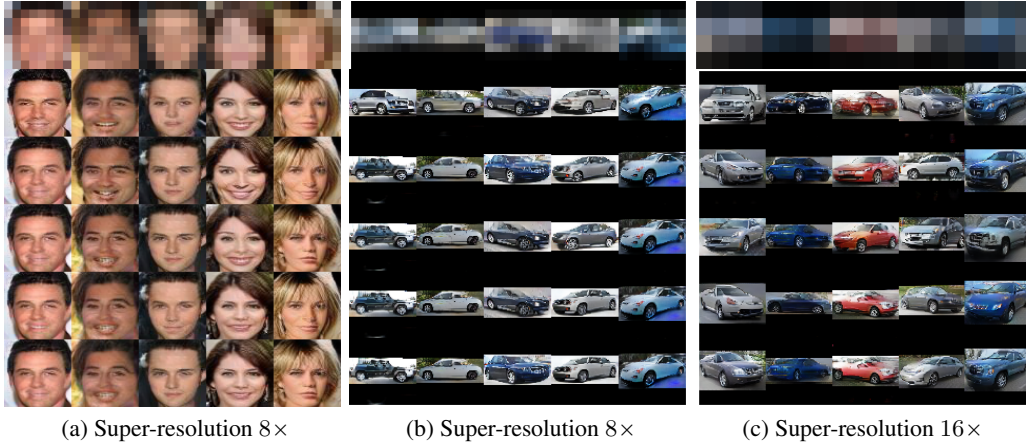 (a) Super-resolution 8×
(b) Super-resolution 8×
(c) Super-resolution 16×